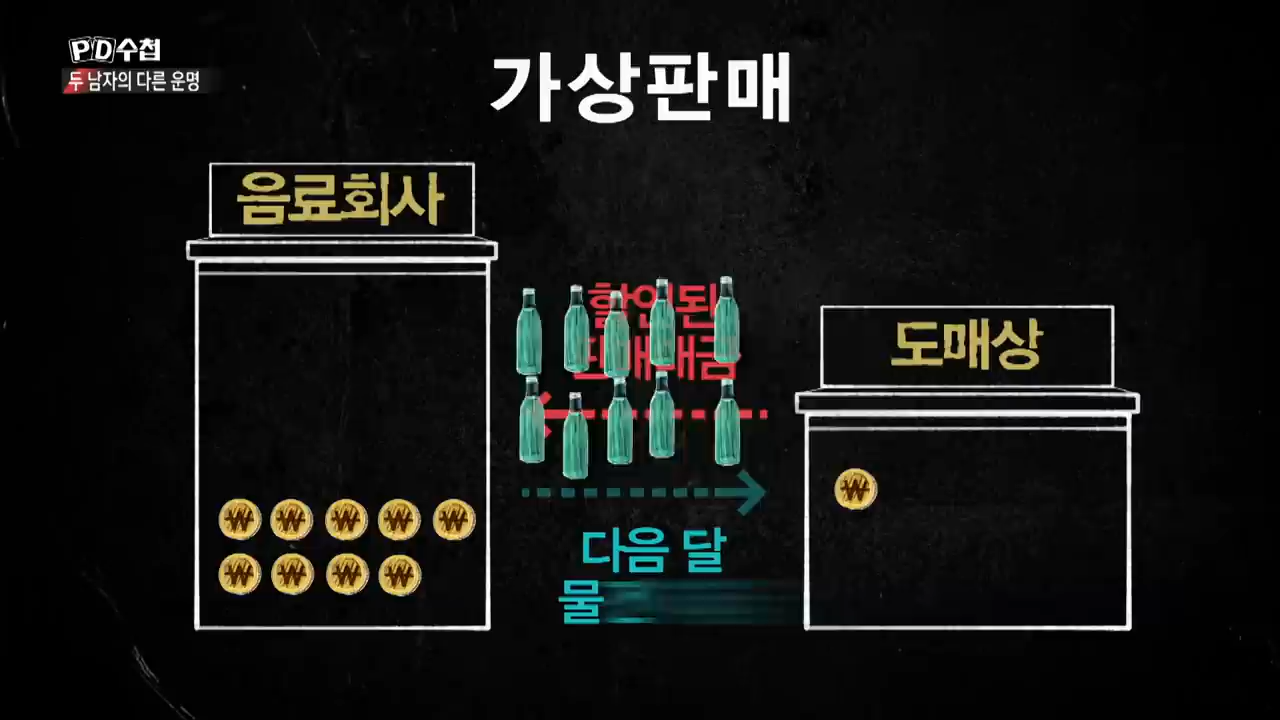 PD수첩
두 남자의 다른 운명
가상판매
음료회사
할인된
판매대금
도매상
다음 달
물